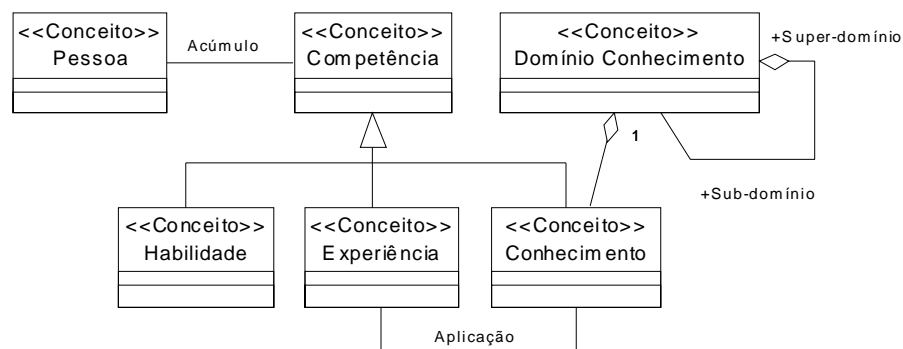 <<Conceito>>
Pessoa
Acúmulo
<<Conceito>>
Competência
<<Conceito>>
Domínio Conhecimento
+Super-domínio
1
+Sub-domínio
<<Conceito>>
Habilidade
<<Conceito>>
Experiência
<<Conceito>>
Conhecimento
Aplicação